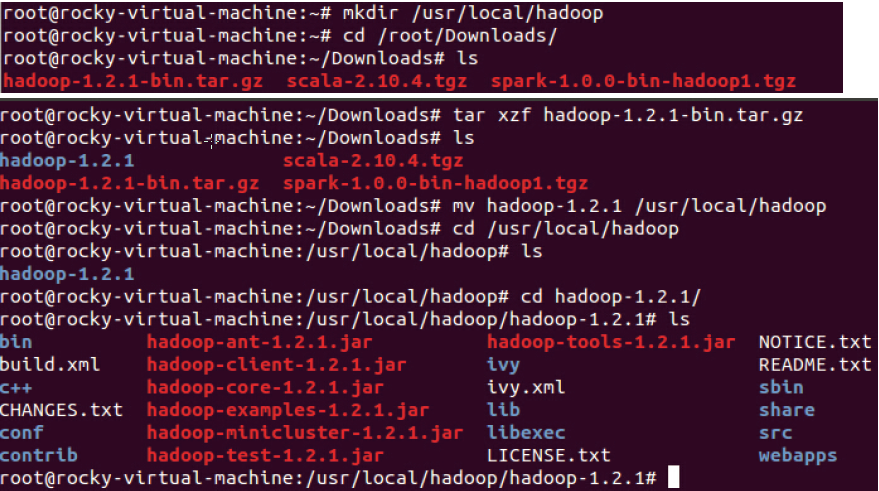 root@rocky-virtual-machine:~# mkdir /usr/local/hadoop
root@rocky-virtual-machine:~# cd /root/Downloads/
root@rocky-virtual-machine:~/Downloads# ls
hadoop-1.2.1-bin.tar.gz  scala-2.10.4.tgz  spark-1.0.0-bin-hadoop1.tgz
root@rocky-virtual-machine:~/Downloads# tar xzf hadoop-1.2.1-bin.tar.gz
root@rocky-virtual-machine:~/Downloads# ls
hadoop-1.2.1             scala-2.10.4.tgz
hadoop-1.2.1-bin.tar.gz  spark-1.0.0-bin-hadoop1.tgz
root@rocky-virtual-machine:~/Downloads# mv hadoop-1.2.1 /usr/local/hadoop
root@rocky-virtual-machine:~/Downloads# cd /usr/local/hadoop
root@rocky-virtual-machine:/usr/local/hadoop# ls
hadoop-1.2.1
root@rocky-virtual-machine:/usr/local/hadoop# cd hadoop-1.2.1/
root@rocky-virtual-machine:/usr/local/hadoop/hadoop-1.2.1# ls
bin          hadoop-ant-1.2.1.jar          hadoop-tools-1.2.1.jar  NOTICE.txt
build.xml    hadoop-client-1.2.1.jar       ivy                     README.txt
c++          hadoop-core-1.2.1.jar         ivy.xml                 sbin
CHANGES.txt  hadoop-examples-1.2.1.jar     lib                     share
conf         hadoop-minicluster-1.2.1.jar  libexec                 src
contrib      hadoop-test-1.2.1.jar         LICENSE.txt             webapps
root@rocky-virtual-machine:/usr/local/hadoop/hadoop-1.2.1#